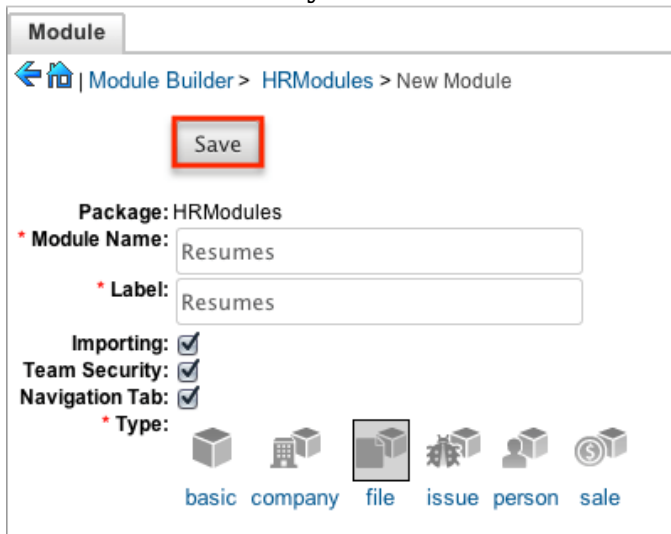 Module
| Module Builder > HRModules > New Module
Save
Package: HRModules
* Module Name: Resumes
* Label: Resumes
Importing:
Team Security:
Navigation Tab:
* Type:
basic company file issue person sale